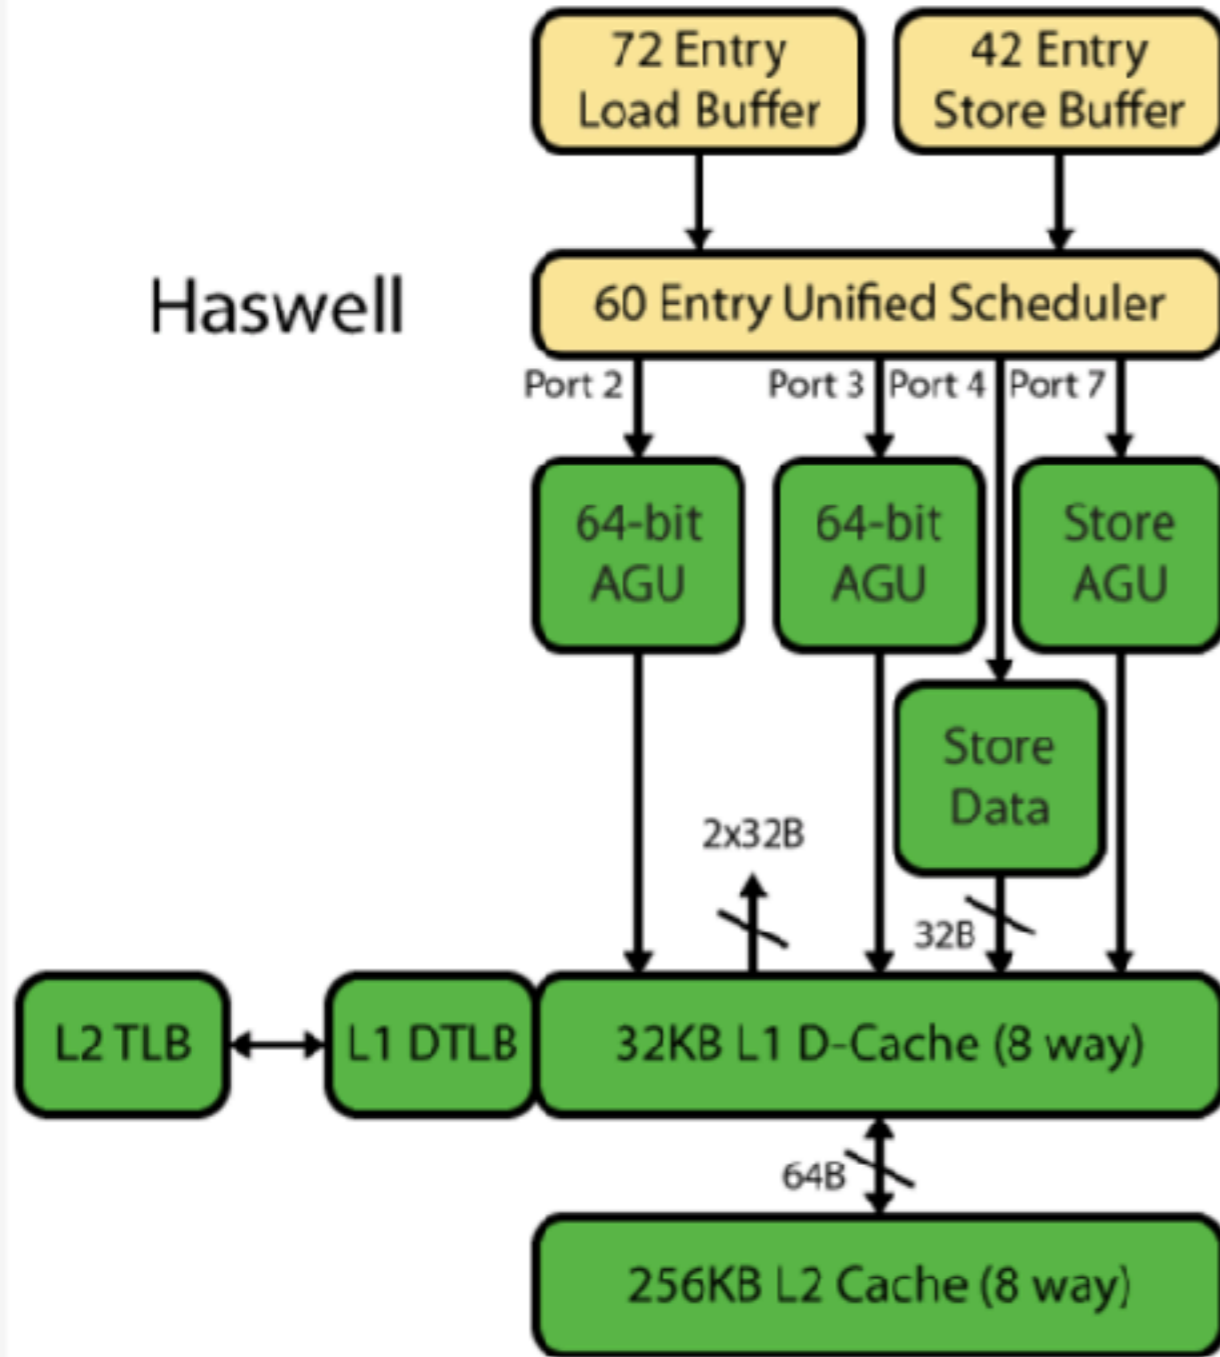 72 Entry
Load Buffer
42 Entry
Store Buffer
Haswell
60 Entry Unified Scheduler
Port 2
Port 3
Port 4
Port 7
64-bit
AGU
64-bit
AGU
Store
AGU
Store
Data
2x32B
32B
L2 TLB
L1 DTLB
32KB L1 D-Cache (8 way)
64B
256KB L2 Cache (8 way)